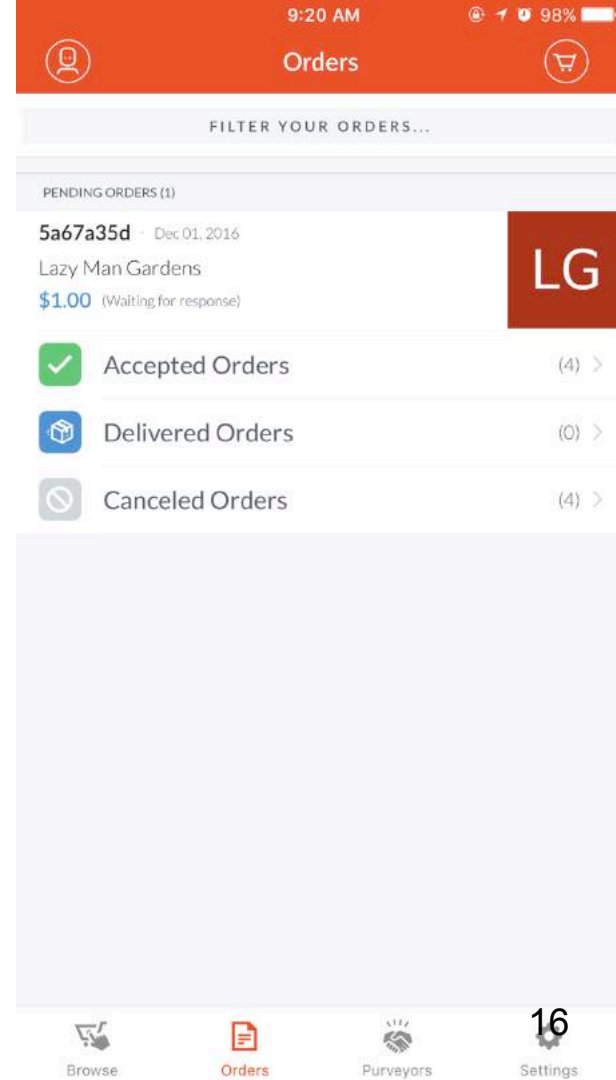 9:20 AM 98%
Orders
FILTER YOUR ORDERS...
PENDING ORDERS (1)
5a67a35d · Dec 01, 2016
Lazy Man Gardens
$1.00 (Waiting for response)
LG
Accepted Orders (4) >
Delivered Orders (0) >
Canceled Orders (4) >
16
Browse Orders Purveyors Settings